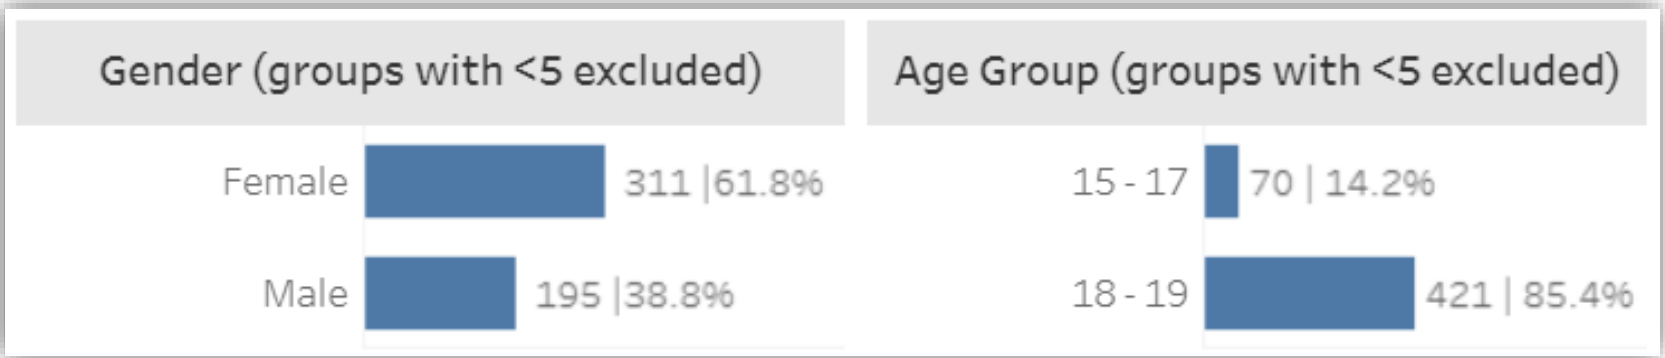 Gender (groups with <5 excluded)
Female 311 |61.8%
Male 195 |38.8%
Age Group (groups with <5 excluded)
15 - 17 70 | 14.2%
18 - 19 421 | 85.4%